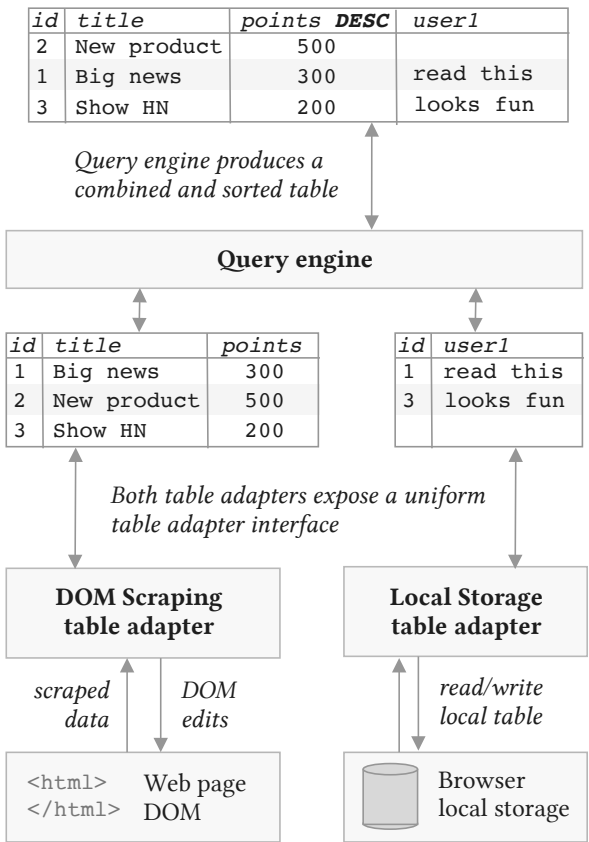 id title points DESC user1
2 New product 500
1 Big news 300 read this
3 Show HN 200 looks fun
Query engine produces a
combined and sorted table
Query engine
id title points
1 Big news 300
2 New product 500
3 Show HN 200
id user1
1 read this
3 looks fun
Both table adapters expose a uniform
table adapter interface
DOM Scraping
table adapter
Local Storage
table adapter
scraped
data
DOM
edits
read/write
local table
<html>
</html>
Web page
DOM
Browser
local storage